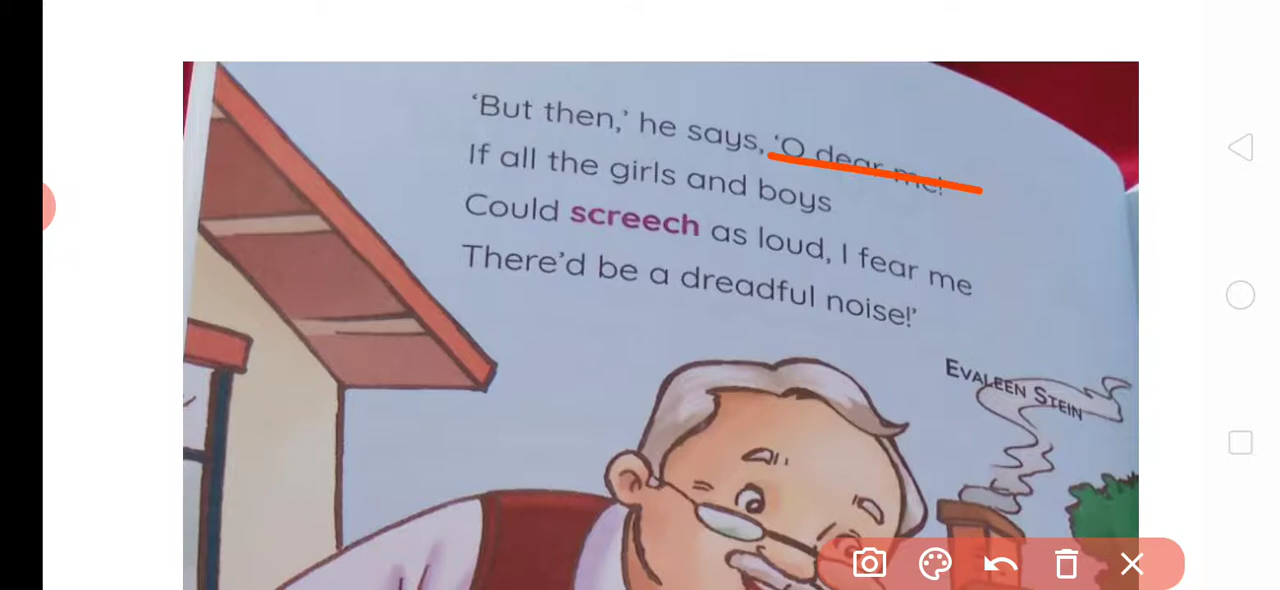 ‘But then,’ he says, ‘O dear me!
If all the girls and boys
Could screech as loud, I fear me
There’d be a dreadful noise!’
EVALEEN STEIN